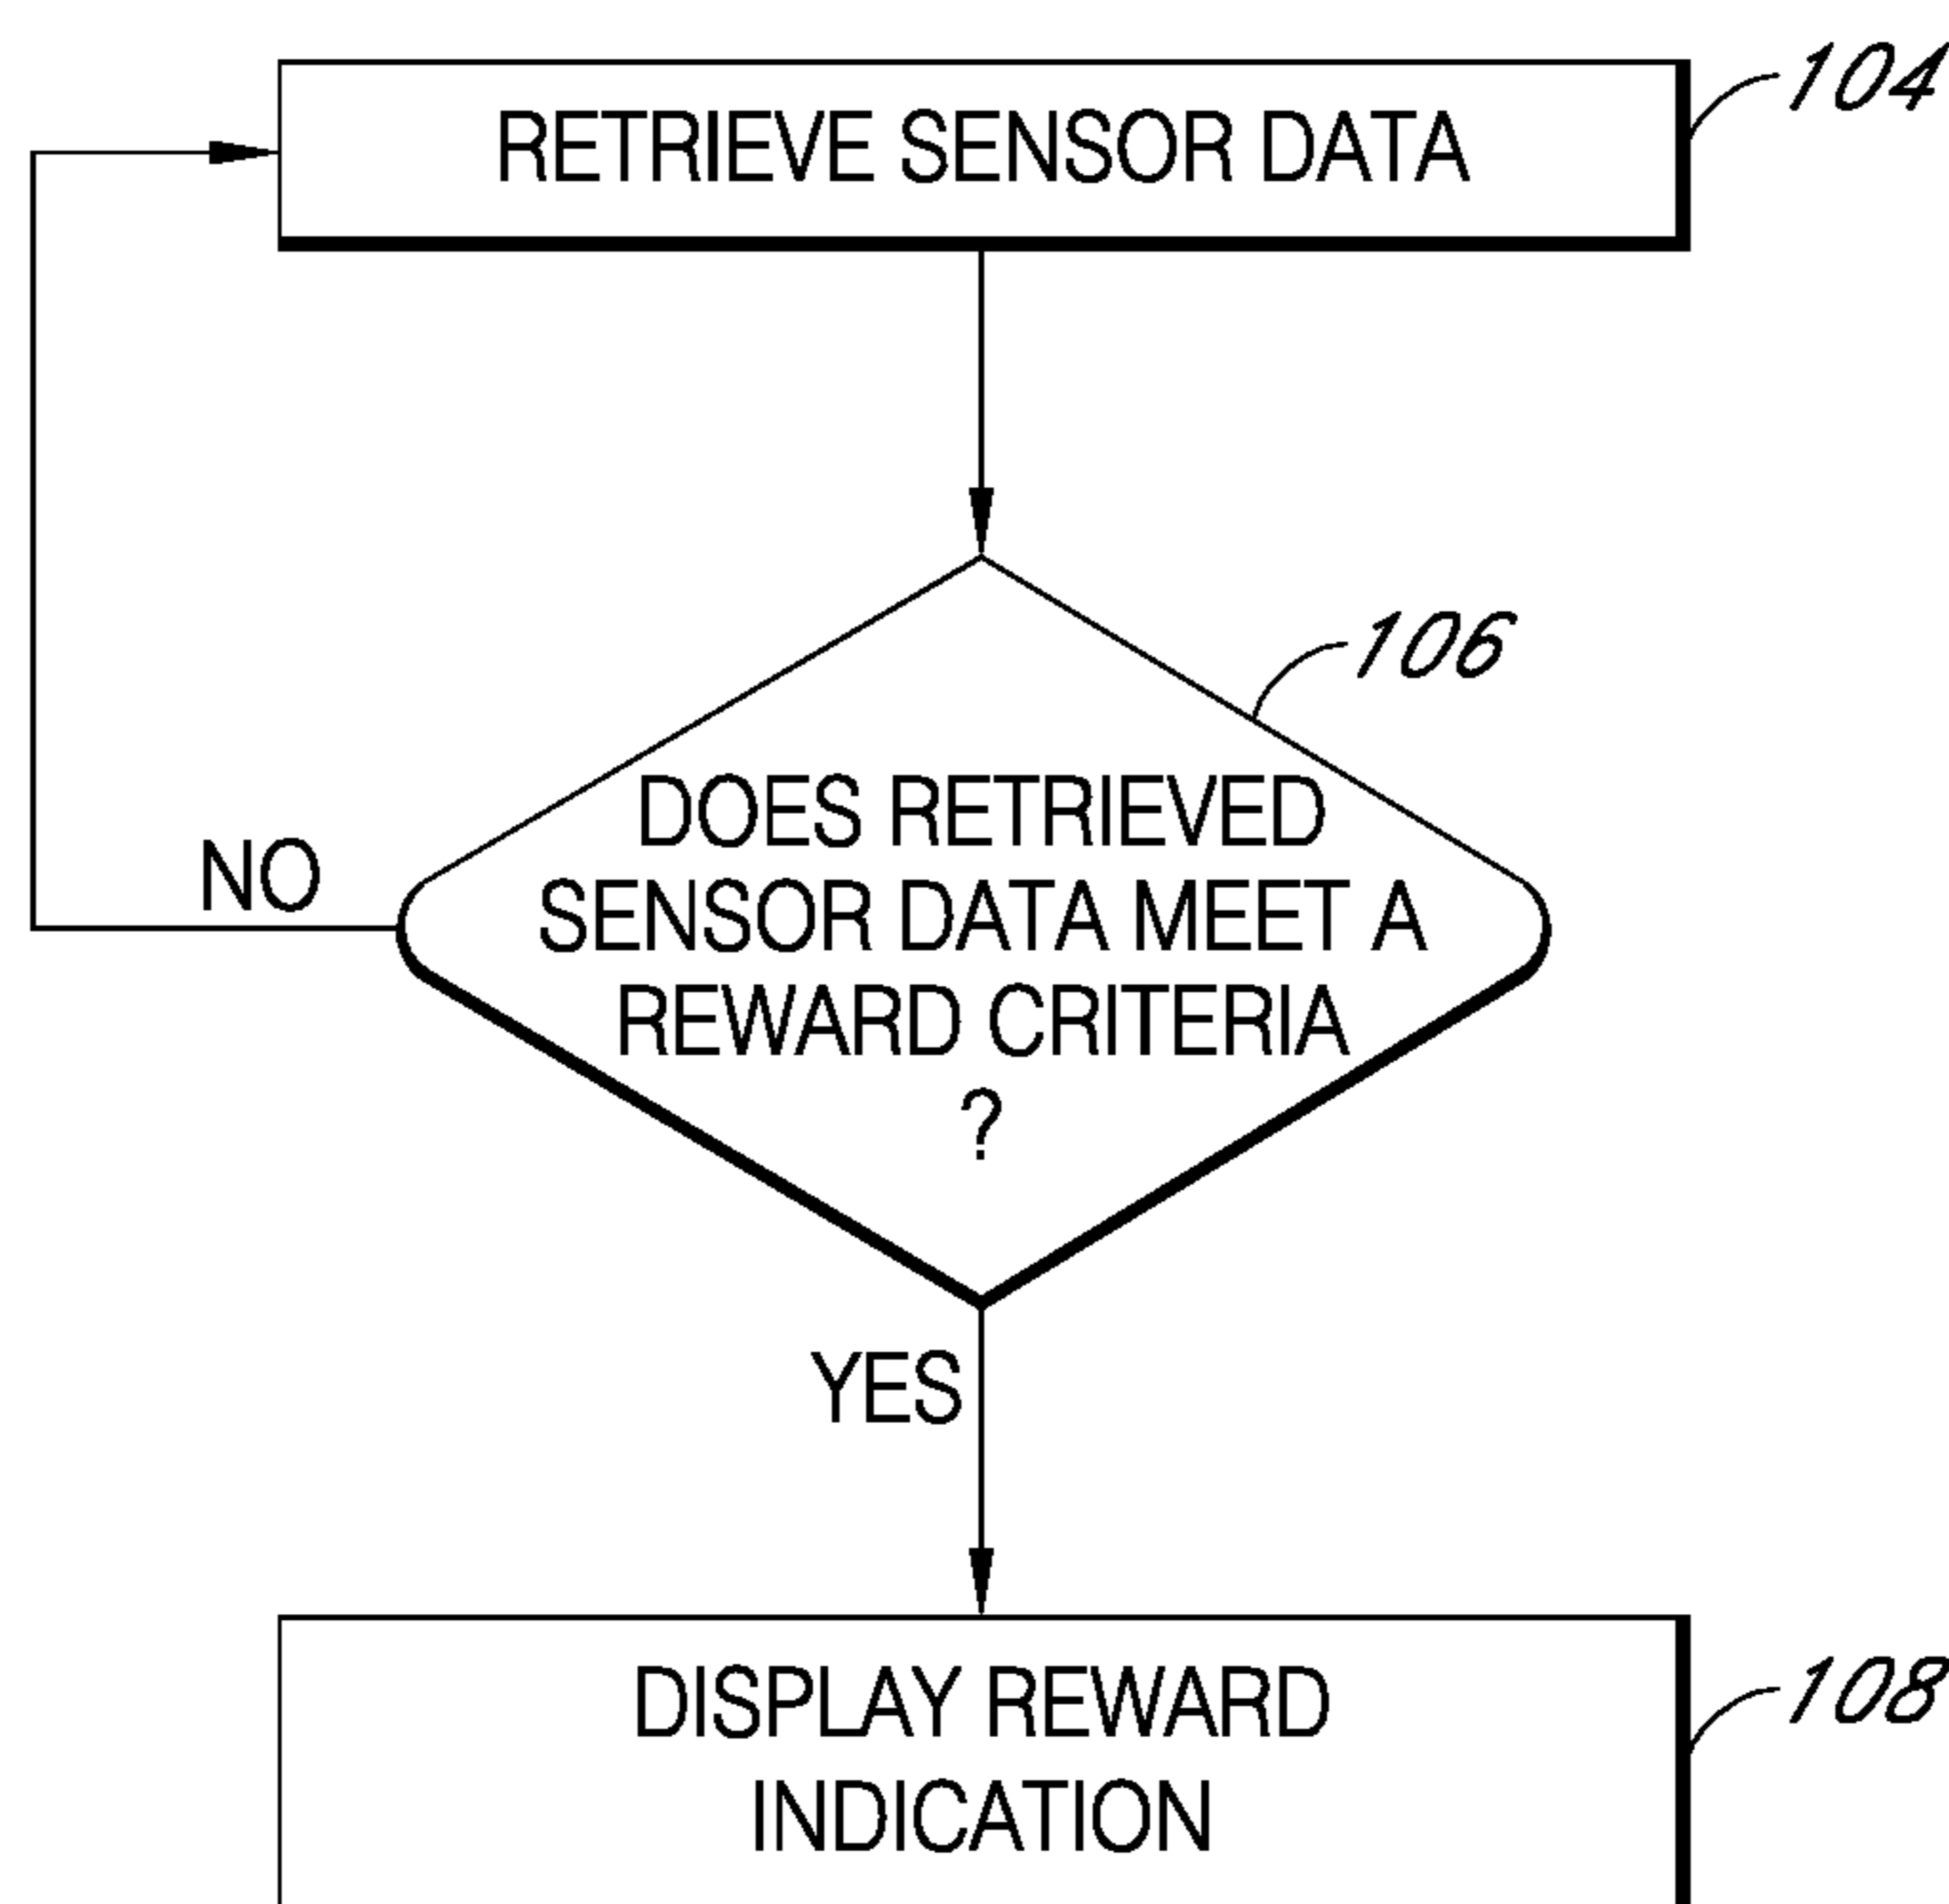 RETRIEVE SENSOR DATA
104
106
DOES RETRIEVED
SENSOR DATA MEET A
REWARD CRITERIA
?
NO
YES
DISPLAY REWARD
INDICATION
108